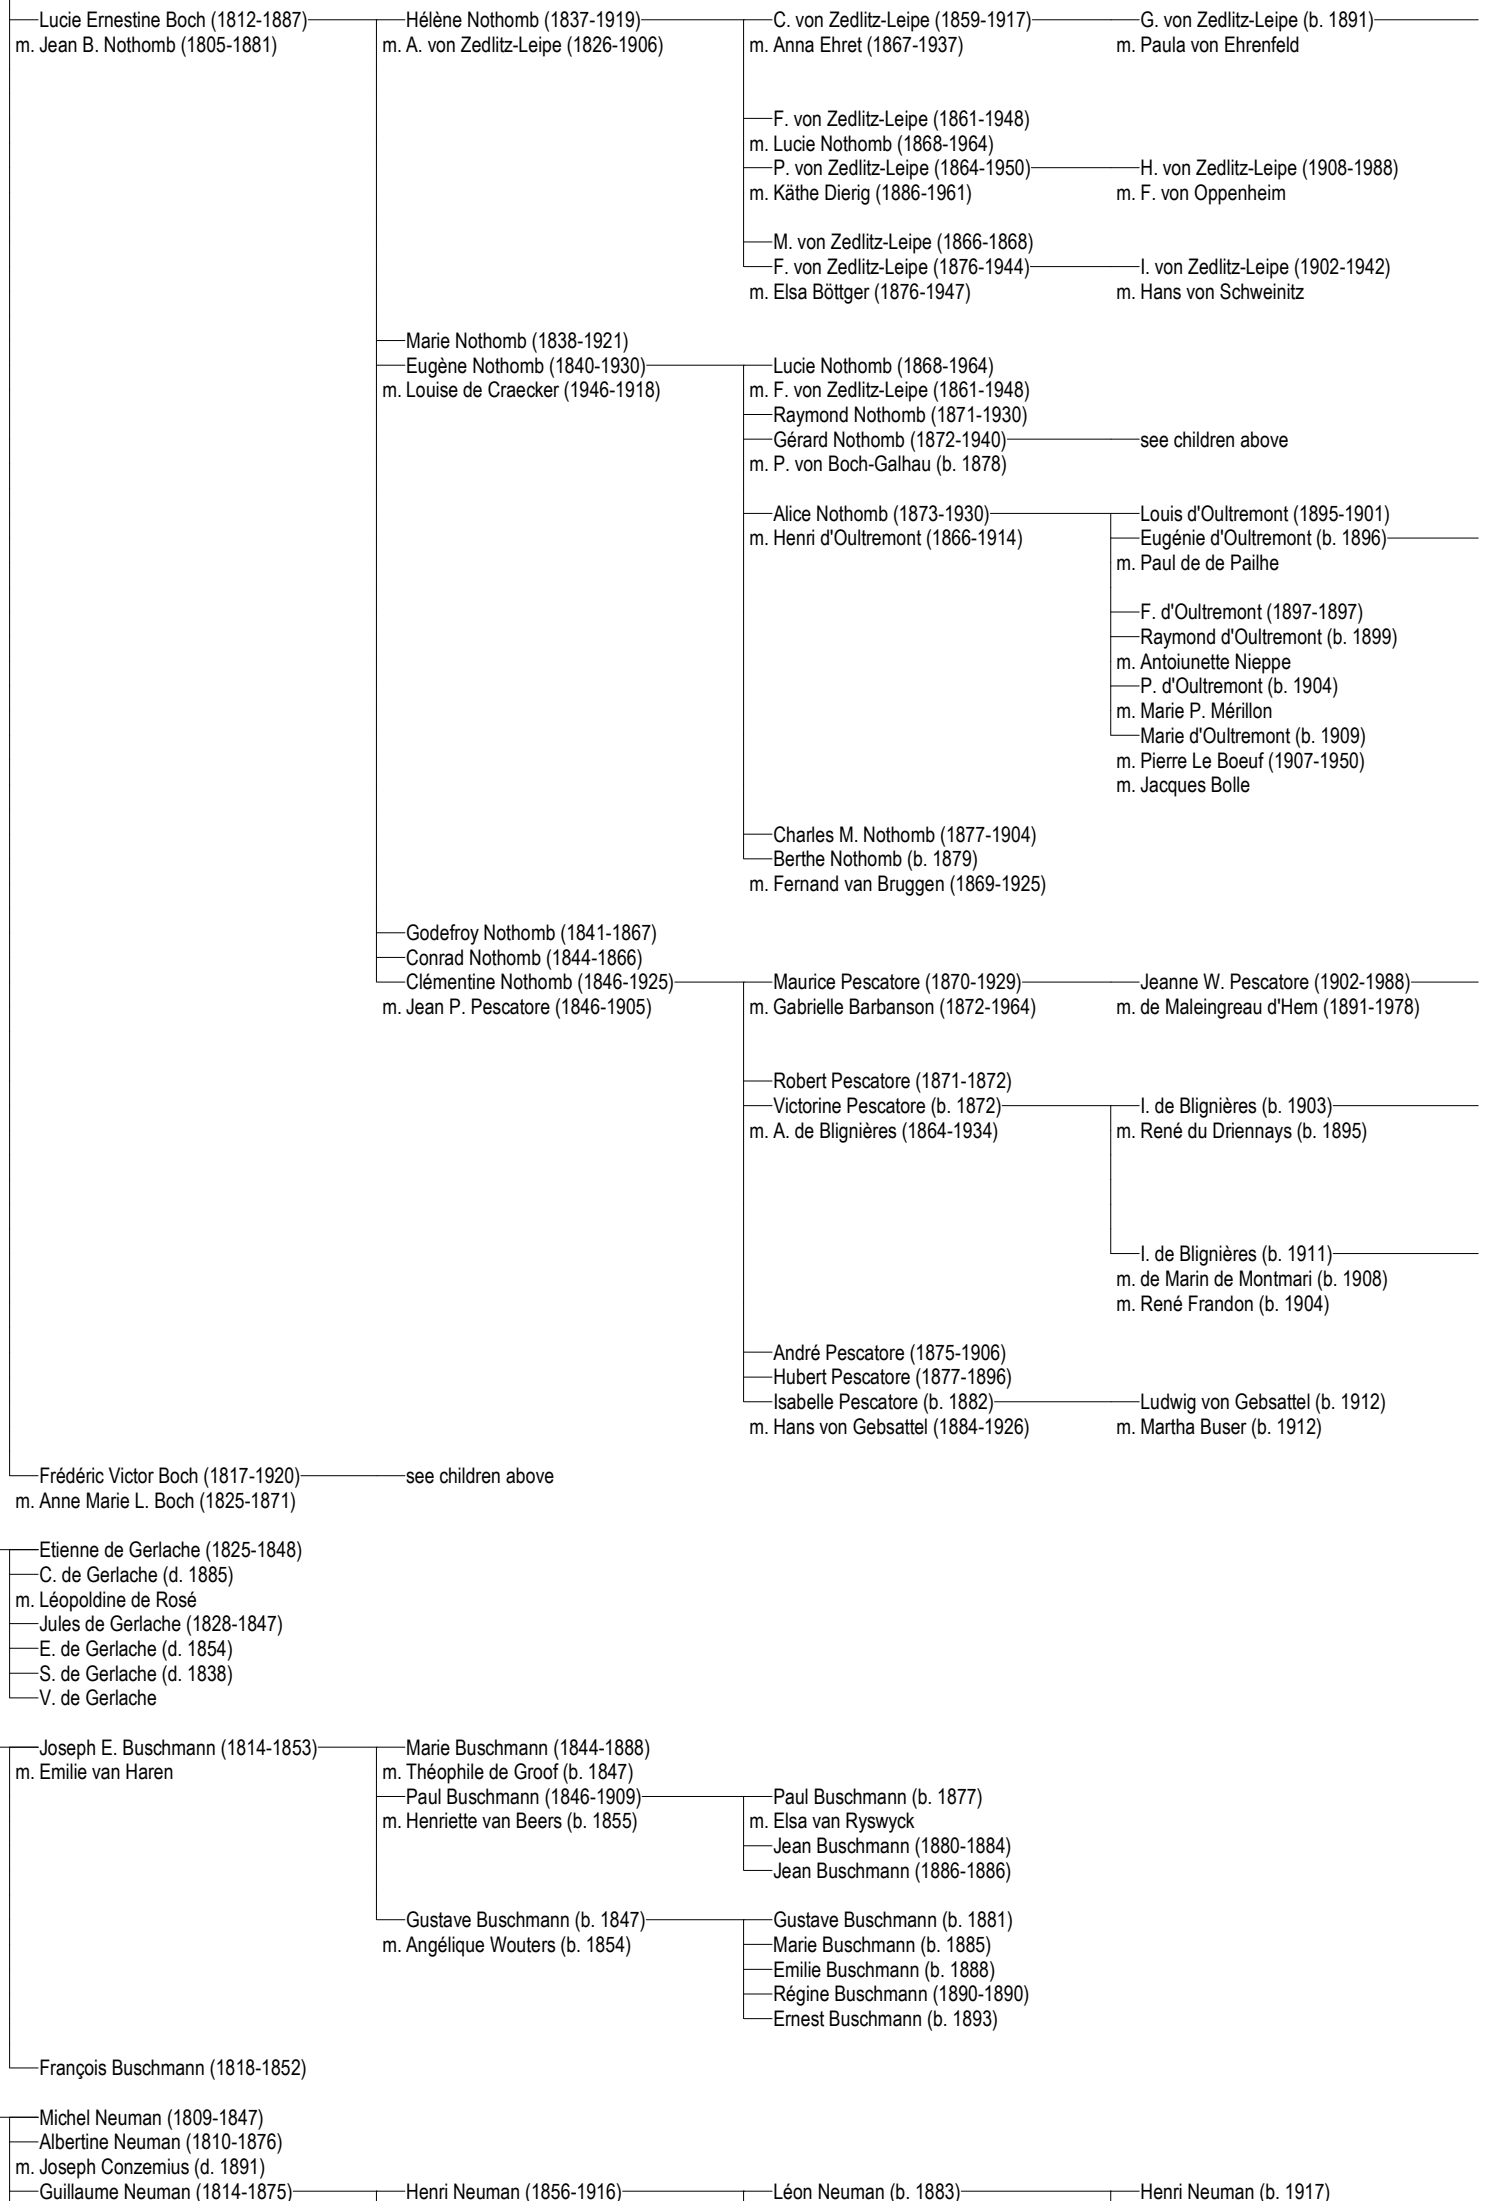 Lucie Ernestine Boch (1812-1887)
m. Jean B. Nothomb (1805-1881)
Hélène Nothomb (1837-1919)
m. A. von Zedlitz-Leipe (1826-1906)
C. von Zedlitz-Leipe (1859-1917)
m. Anna Ehret (1867-1937)
G. von Zedlitz-Leipe (b. 1891)
m. Paula von Ehrenfeld
F. von Zedlitz-Leipe (1861-1948)
m. Lucie Nothomb (1868-1964)
P. von Zedlitz-Leipe (1864-1950)
m. Käthe Dierig (1886-1961)
H. von Zedlitz-Leipe (1908-1988)
m. F. von Oppenheim
M. von Zedlitz-Leipe (1866-1868)
F. von Zedlitz-Leipe (1876-1944)
m. Elsa Böttger (1876-1947)
I. von Zedlitz-Leipe (1902-1942)
m. Hans von Schweinitz
Marie Nothomb (1838-1921)
Eugène Nothomb (1840-1930)
m. Louise de Craecker (1946-1918)
Lucie Nothomb (1868-1964)
m. F. von Zedlitz-Leipe (1861-1948)
Raymond Nothomb (1871-1930)
Gérard Nothomb (1872-1940)
m. P. von Boch-Galhau (b. 1878)
see children above
Alice Nothomb (1873-1930)
m. Henri d'Oultremont (1866-1914)
Louis d'Oultremont (1895-1901)
Eugénie d'Oultremont (b. 1896)
m. Paul de de Pailhe
F. d'Oultremont (1897-1897)
Raymond d'Oultremont (b. 1899)
m. Antoiunette Nieppe
P. d'Oultremont (b. 1904)
m. Marie P. Mérillon
Marie d'Oultremont (b. 1909)
m. Pierre Le Boeuf (1907-1950)
m. Jacques Bolle
Charles M. Nothomb (1877-1904)
Berthe Nothomb (b. 1879)
m. Fernand van Bruggen (1869-1925)
Godefroy Nothomb (1841-1867)
Conrad Nothomb (1844-1866)
Clémentine Nothomb (1846-1925)
m. Jean P. Pescatore (1846-1905)
Maurice Pescatore (1870-1929)
m. Gabrielle Barbanson (1872-1964)
Jeanne W. Pescatore (1902-1988)
m. de Maleingreau d'Hem (1891-1978)
Robert Pescatore (1871-1872)
Victorine Pescatore (b. 1872)
m. A. de Blignières (1864-1934)
I. de Blignières (b. 1903)
m. René du Driennays (b. 1895)
I. de Blignières (b. 1911)
m. de Marin de Montmari (b. 1908)
m. René Frandon (b. 1904)
André Pescatore (1875-1906)
Hubert Pescatore (1877-1896)
Isabelle Pescatore (b. 1882)
m. Hans von Gebsattel (1884-1926)
Ludwig von Gebsattel (b. 1912)
m. Martha Buser (b. 1912)
Frédéric Victor Boch (1817-1920)
m. Anne Marie L. Boch (1825-1871)
see children above
Etienne de Gerlache (1825-1848)
C. de Gerlache (d. 1885)
m. Léopoldine de Rosé
Jules de Gerlache (1828-1847)
E. de Gerlache (d. 1854)
S. de Gerlache (d. 1838)
V. de Gerlache
Joseph E. Buschmann (1814-1853)
m. Emilie van Haren
Marie Buschmann (1844-1888)
m. Théophile de Groof (b. 1847)
Paul Buschmann (1846-1909)
m. Henriette van Beers (b. 1855)
Paul Buschmann (b. 1877)
m. Elsa van Ryswyck
Jean Buschmann (1880-1884)
Jean Buschmann (1886-1886)
Gustave Buschmann (b. 1847)
m. Angélique Wouters (b. 1854)
Gustave Buschmann (b. 1881)
Marie Buschmann (b. 1885)
Emilie Buschmann (b. 1888)
Régine Buschmann (1890-1890)
Ernest Buschmann (b. 1893)
François Buschmann (1818-1852)
Michel Neuman (1809-1847)
Albertine Neuman (1810-1876)
m. Joseph Conzemius (d. 1891)
Guillaume Neuman (1814-1875)
Henri Neuman (1856-1916)
Léon Neuman (b. 1883)
Henri Neuman (b. 1917)